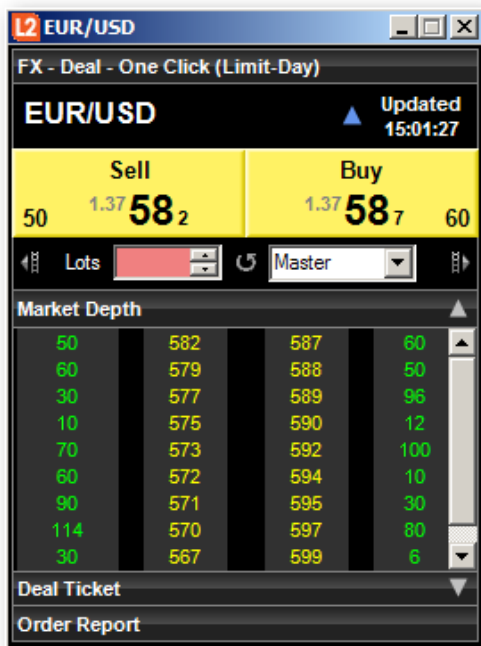 L2 EUR/USD
FX - Deal - One Click (Limit-Day)
EUR/USD
Updated
15:01:27
Sell Buy
50 1.37 58 2 1.37 58 7 60
Lots Master
Market Depth
50 582 587 60
60 579 588 50
30 577 589 96
10 575 590 12
70 573 592 100
60 572 594 10
90 571 595 30
114 570 597 80
30 567 599 6
Deal Ticket
Order Report